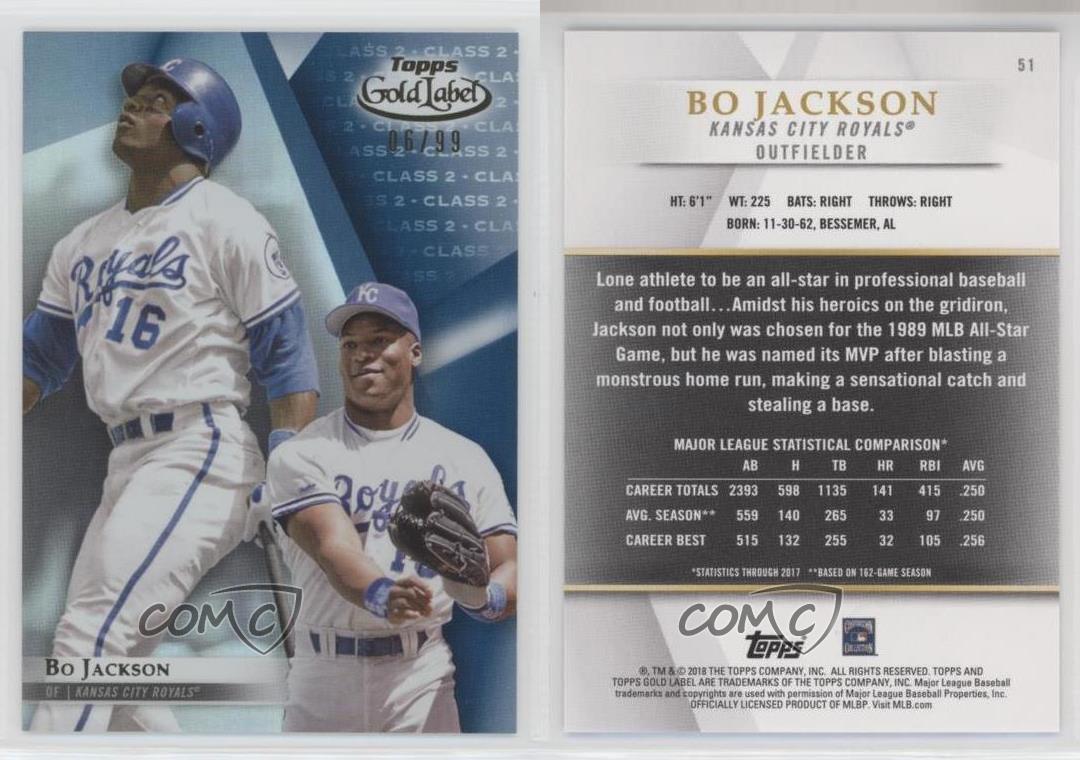 CLASS 2 • CLASS 2 •
Topps
Gold Label
06/99
CLASS 2 • CLA
CLASS 2 • CLASS 2 •
CLASS 2 • CLA
CLASS 2
KC
Royals
16
KC
Royals
COMC
BO JACKSON
OF | KANSAS CITY ROYALS®
51
BO JACKSON
KANSAS CITY ROYALS®
OUTFIELDER
HT: 6'1" WT: 225 BATS: RIGHT THROWS: RIGHT
BORN: 11-30-62, BESSEMER, AL
Lone athlete to be an all-star in professional baseball
and football...Amidst his heroics on the gridiron,
Jackson not only was chosen for the 1989 MLB All-Star
Game, but he was named its MVP after blasting a
monstrous home run, making a sensational catch and
stealing a base.
MAJOR LEAGUE STATISTICAL COMPARISON*
AB H TB HR RBI AVG
CAREER TOTALS 2393 598 1135 141 415 .250
AVG. SEASON** 559 140 265 33 97 .250
CAREER BEST 515 132 255 32 105 .256
*STATISTICS THROUGH 2017 **BASED ON 162-GAME SEASON
COMC
Topps
®, TM & © 2018 THE TOPPS COMPANY, INC. ALL RIGHTS RESERVED. TOPPS AND
TOPPS GOLD LABEL ARE TRADEMARKS OF THE TOPPS COMPANY, INC. Major League Baseball
trademarks and copyrights are used with permission of Major League Baseball Properties, Inc.
OFFICIALLY LICENSED PRODUCT OF MLBP. Visit MLB.com